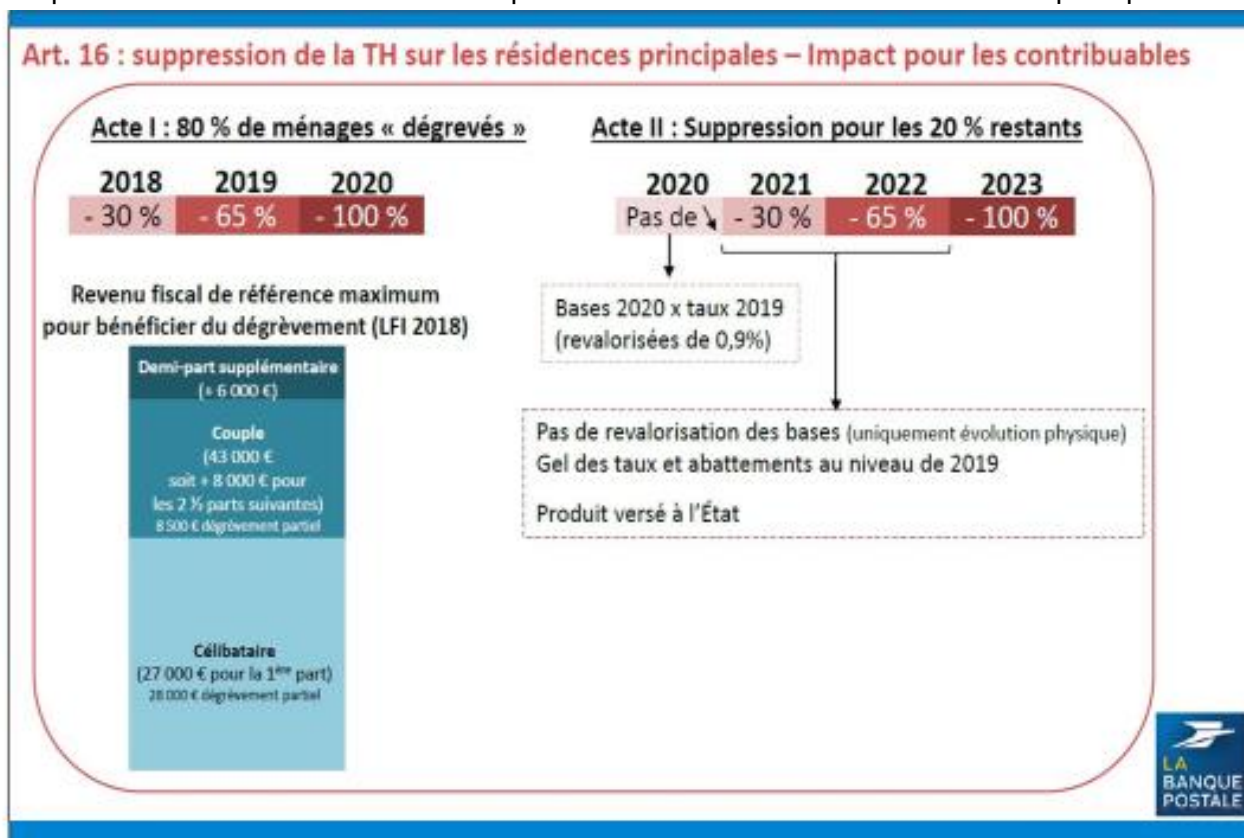 Art. 16 : suppression de la TH sur les résidences principales – Impact pour les contribuables
Acte I : 80 % de ménages « dégrevés »
2018 2019 2020
- 30 % - 65 % - 100 %
Revenu fiscal de référence maximum
pour bénéficier du dégrèvement (LFI 2018)
Demi-part supplémentaire
(+ 6 000 €)
Couple
(43 000 €
soit + 8 000 € pour
les 2 ½ parts suivantes)
8 500 € dégrèvement partiel
Célibataire
(27 000 € pour la 1ère part)
28 000 € dégrèvement partiel
Acte II : Suppression pour les 20 % restants
2020 2021 2022 2023
Pas de ↘ - 30 % - 65 % - 100 %
Bases 2020 x taux 2019
(revalorisées de 0,9%)
Pas de revalorisation des bases (uniquement évolution physique)
Gel des taux et abattements au niveau de 2019
Produit versé à l'État
LA
BANQUE
POSTALE